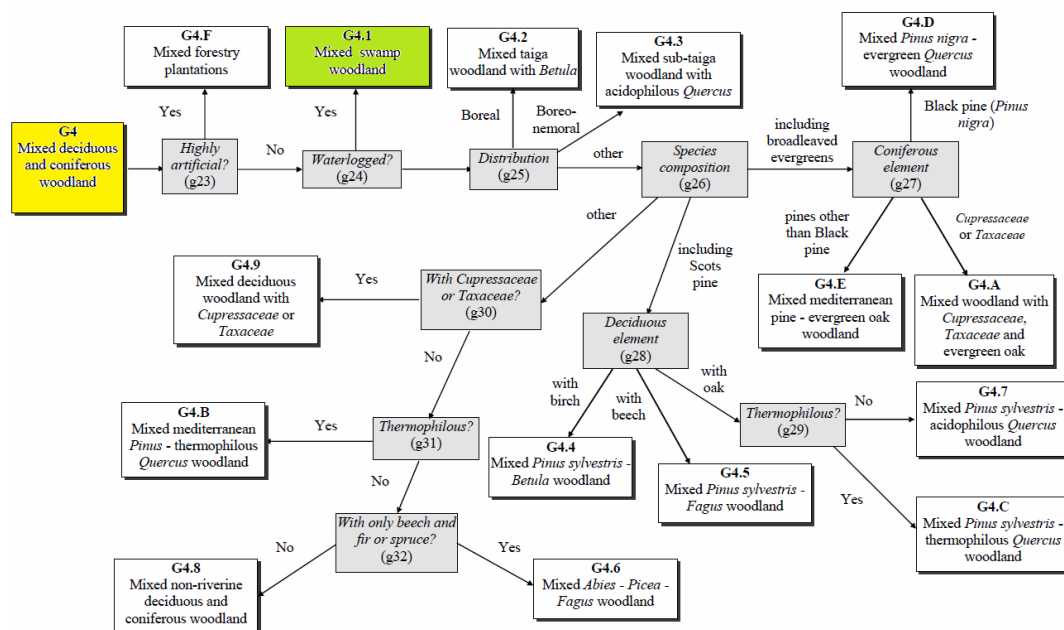 G4.F
Mixed forestry
plantations
G4.1
Mixed swamp
woodland
G4.2
Mixed taiga
woodland with Betula
G4.3
Mixed sub-taiga
woodland with
acidophilous Quercus
G4.D
Mixed Pinus nigra -
evergreen Quercus
woodland
Yes
Yes
Boreal
Boreo-
nemoral
Black pine (Pinus
nigra)
G4
Mixed deciduous
and coniferous
woodland
Highly
artificial?
(g23)
No
Waterlogged?
(g24)
Distribution
(g25)
other
Species
composition
(g26)
including
broadleaved
evergreens
Coniferous
element
(g27)
other
including
Scots
pine
pines other
than Black
pine
Cupressaceae
or Taxaceae
G4.9
Mixed deciduous
woodland with
Cupressaceae or
Taxaceae
Yes
With Cupressaceae
or Taxaceae?
(g30)
G4.E
Mixed mediterranean
pine - evergreen oak
woodland
G4.A
Mixed woodland with
Cupressaceae,
Taxaceae and
evergreen oak
Deciduous
element
(g28)
No
with
birch
with
beech
with
oak
G4.B
Mixed mediterranean
Pinus - thermophilous
Quercus woodland
Yes
Thermophilous?
(g31)
Thermophilous?
(g29)
No
G4.7
Mixed Pinus sylvestris -
acidophilous Quercus
woodland
G4.4
Mixed Pinus sylvestris -
Betula woodland
G4.5
Mixed Pinus sylvestris -
Fagus woodland
No
Yes
G4.C
Mixed Pinus sylvestris -
thermophilous Quercus
woodland
With only beech and
fir or spruce?
(g32)
No
Yes
G4.8
Mixed non-riverine
deciduous and
coniferous woodland
G4.6
Mixed Abies - Picea -
Fagus woodland